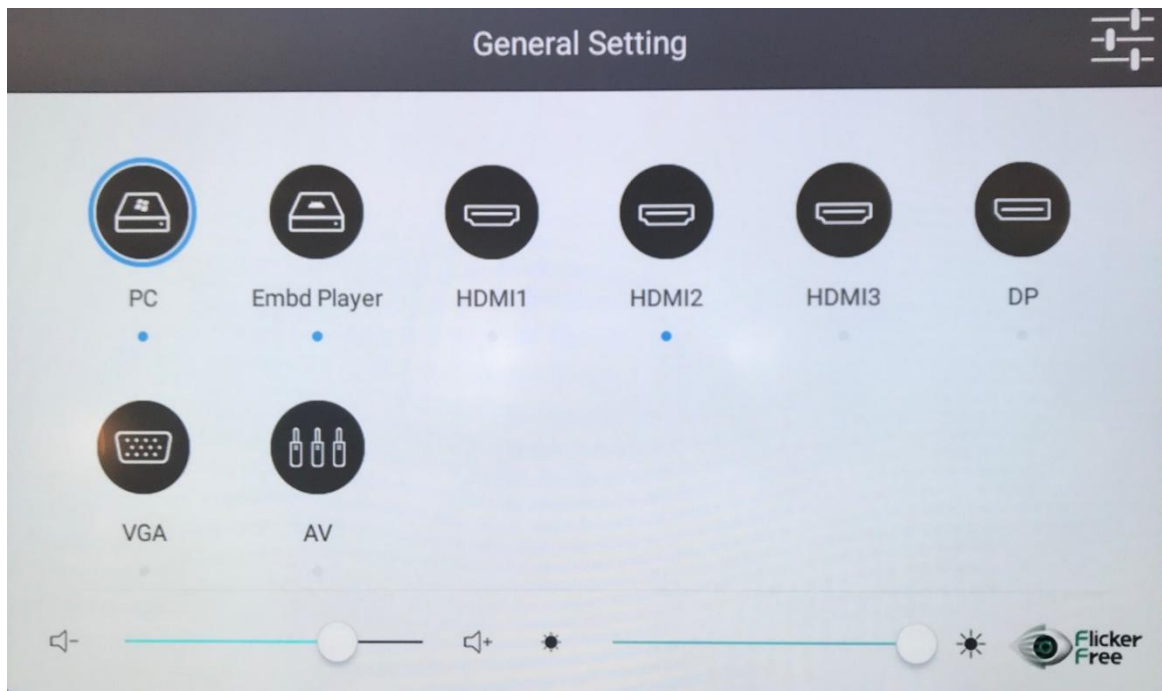 General Setting
PC
Embd Player
HDMI1
HDMI2
HDMI3
DP
VGA
AV
Flicker
Free